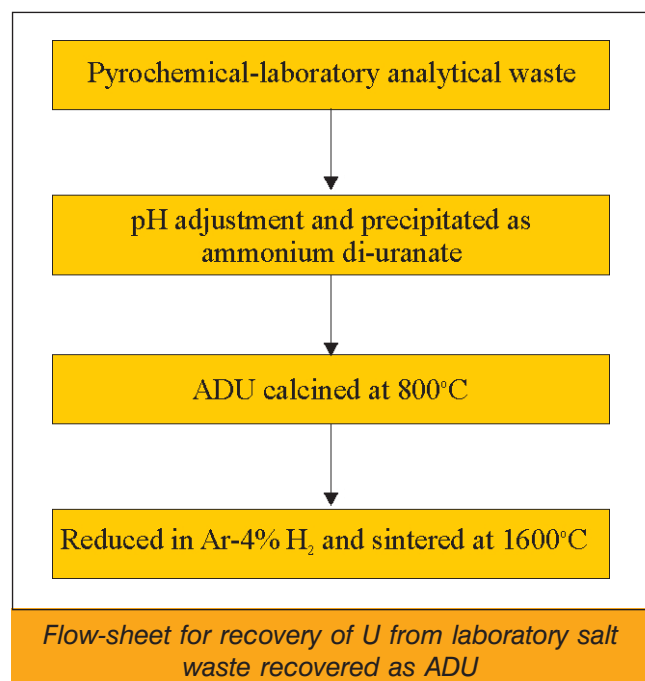 Pyrochemical-laboratory analytical waste
pH adjustment and precipitated as
ammonium di-uranate
ADU calcined at 800°C
Reduced in Ar-4% H₂ and sintered at 1600°C
Flow-sheet for recovery of U from laboratory salt
waste recovered as ADU